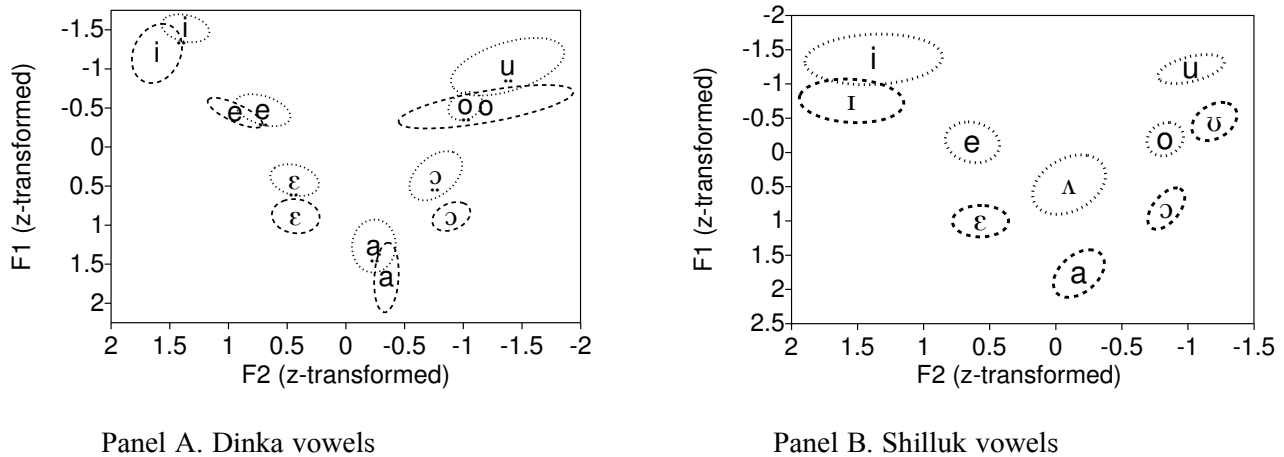 -1.5
-1
-0.5
0
0.5
1
1.5
2
F1 (z-transformed)
i̤ i
e e̤
ɛ̤
ɛ
a̤
a
ṳ
o̤ o
ɔ̤
ɔ
2 1.5 1 0.5 0 -0.5 -1 -1.5 -2
F2 (z-transformed)
Panel A. Dinka vowels
-2
-1.5
-1
-0.5
0
0.5
1
1.5
2
2.5
F1 (z-transformed)
i
ɪ
e
ɛ
ʌ
a
u
ʊ
o
ɔ
2 1.5 1 0.5 0 -0.5 -1 -1.5
F2 (z-transformed)
Panel B. Shilluk vowels